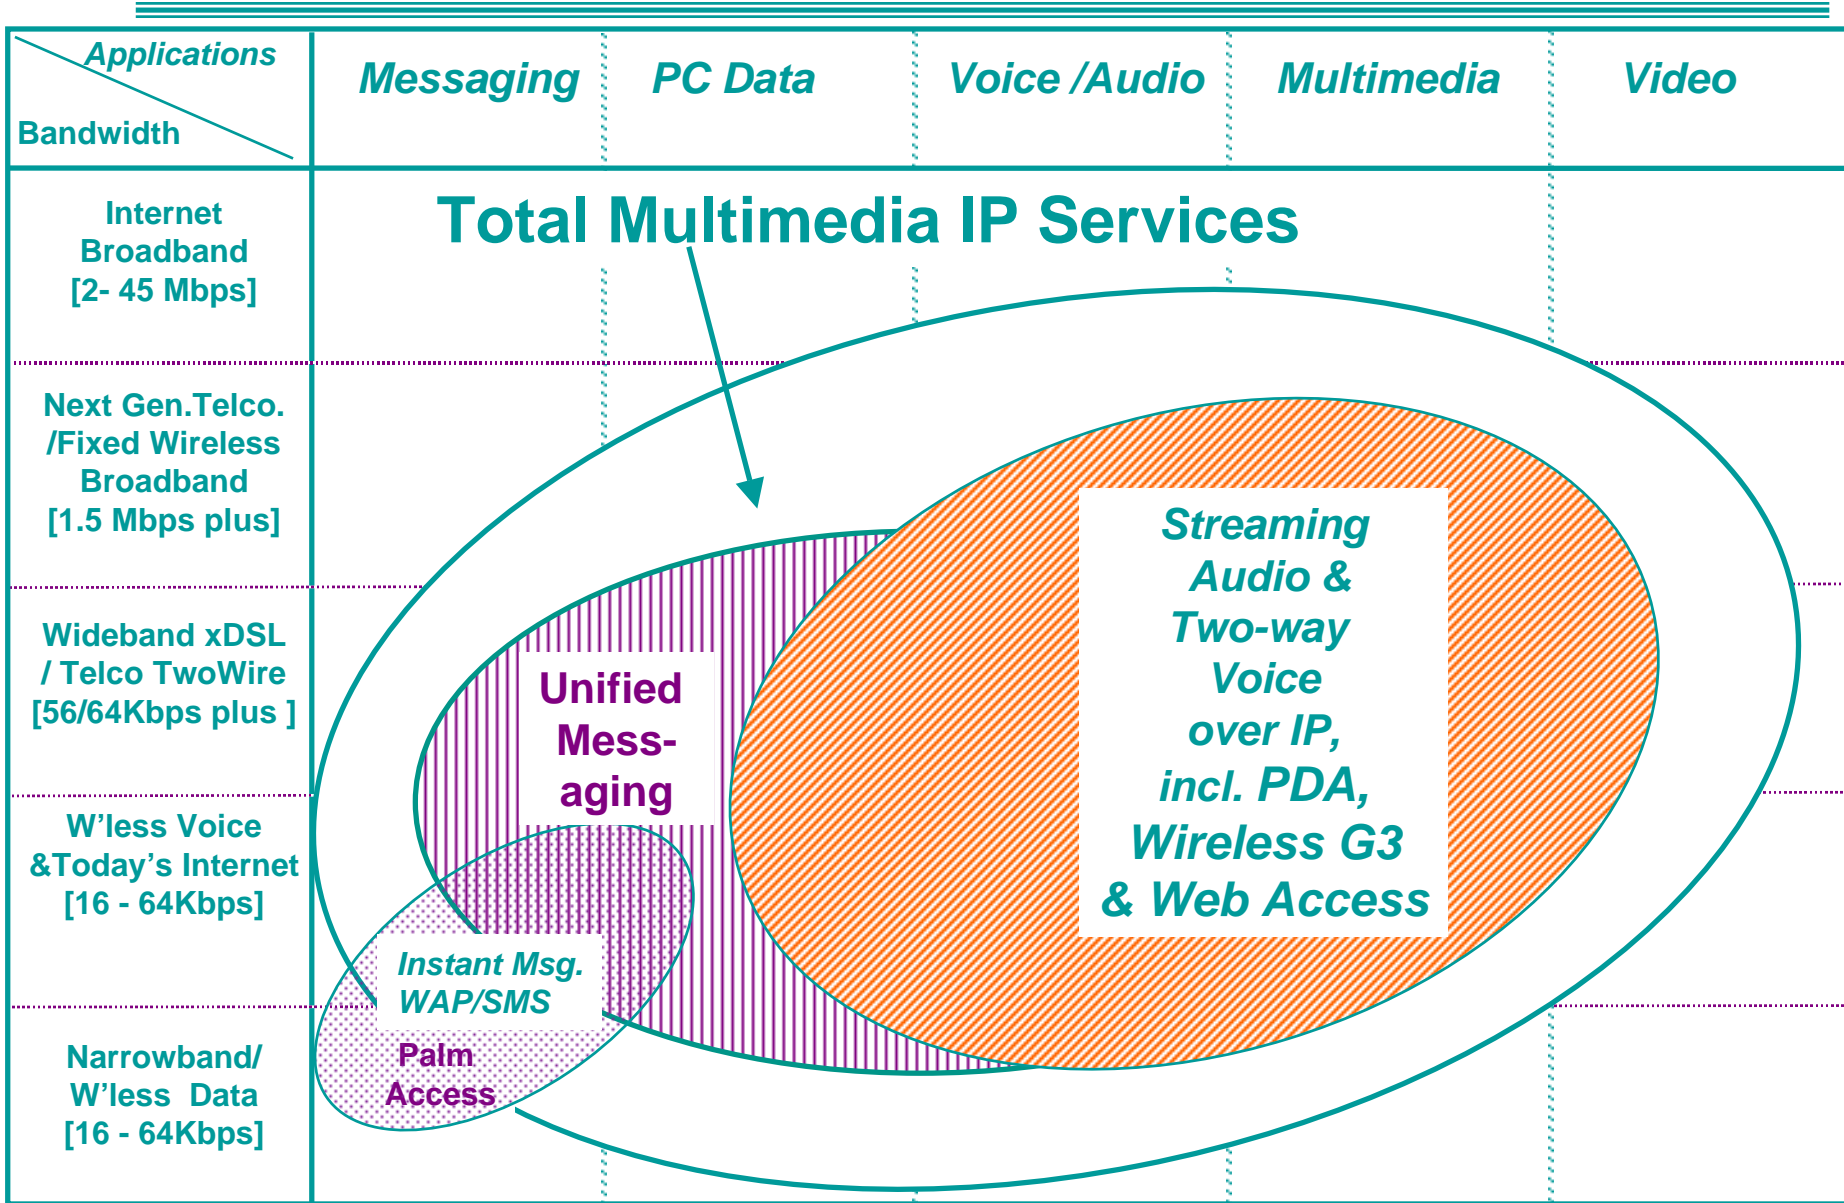 Applications
Bandwidth
Messaging
PC Data
Voice /Audio
Multimedia
Video
Internet
Broadband
[2- 45 Mbps]
Total Multimedia IP Services
Next Gen.Telco.
/Fixed Wireless
Broadband
[1.5 Mbps plus]
Wideband xDSL
/ Telco TwoWire
[56/64Kbps plus ]
W'less Voice
&Today's Internet
[16 - 64Kbps]
Narrowband/
W'less Data
[16 - 64Kbps]
Unified
Mess-
aging
Instant Msg.
WAP/SMS
Palm
Access
Streaming
Audio &
Two-way
Voice
over IP,
incl. PDA,
Wireless G3
& Web Access